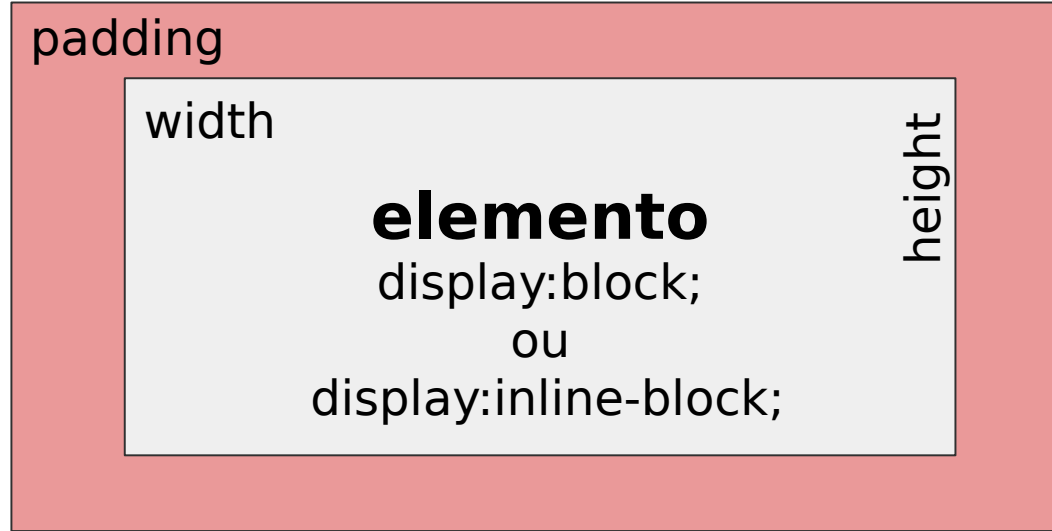 padding
width
height
elemento
display:block;
ou
display:inline-block;